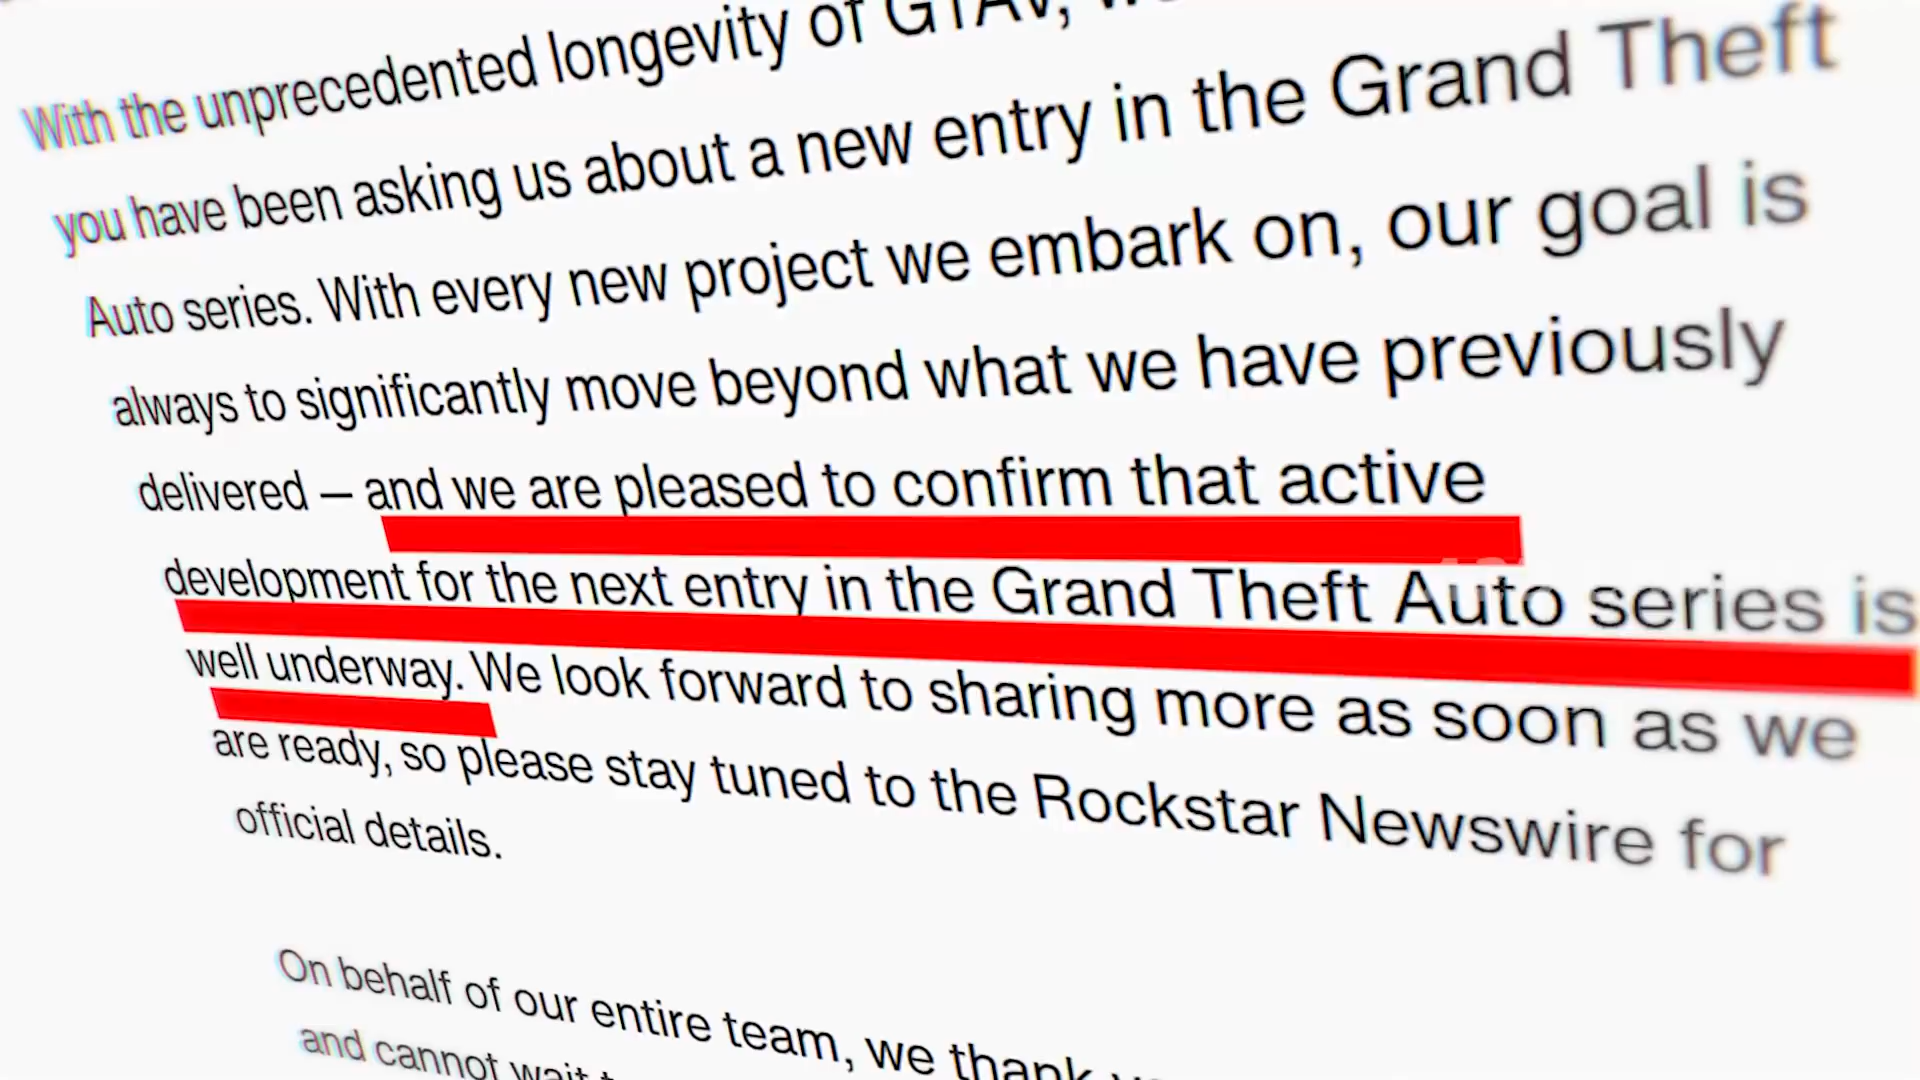 With the unprecedented longevity of GTAV,
you have been asking us about a new entry in the Grand Theft
Auto series. With every new project we embark on, our goal is
always to significantly move beyond what we have previously
delivered – and we are pleased to confirm that active
development for the next entry in the Grand Theft Auto series is
well underway. We look forward to sharing more as soon as we
are ready, so please stay tuned to the Rockstar Newswire for
official details.
On behalf of our entire team, we thank
and cannot wait